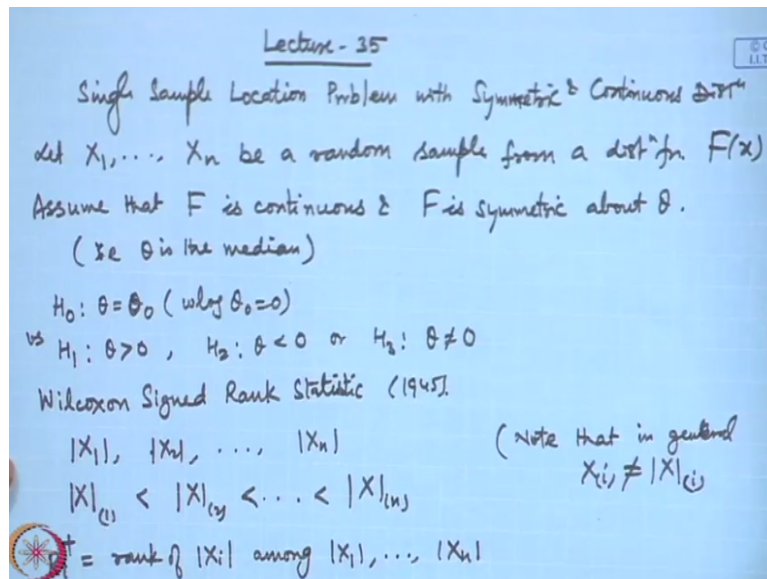 Lecture - 35
© C
I.I.T
Single Sample Location Problem with Symmetric & Continuous Distⁿ
Let X₁, ..., Xₙ be a random sample from a distⁿ fn. F(x)
Assume that F is continuous & F is symmetric about θ.
(ie θ is the median)
H₀ : θ = θ₀ ( wlog θ₀ = 0)
vs H₁ : θ > 0 , H₂ : θ < 0 or H₃ : θ ≠ 0
Wilcoxon Signed Rank Statistic (1945).
|X₁|, |X₂|, ..., |Xₙ| (Note that in general
|X|₍₁₎ < |X|₍₂₎ < ... < |X|₍ₙ₎ X₍ᵢ₎ ≠ |X|₍ᵢ₎
= rank of |Xᵢ| among |X₁|, ..., |Xₙ|